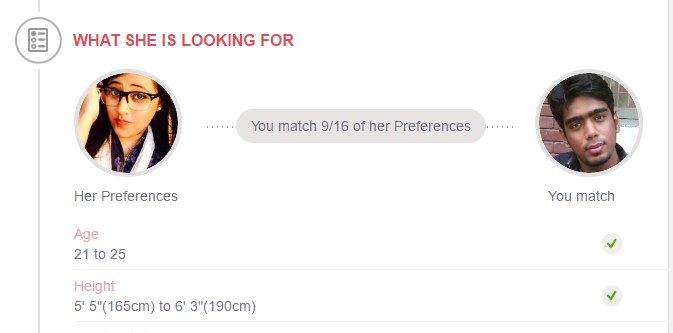 WHAT SHE IS LOOKING FOR
You match 9/16 of her Preferences
Her Preferences
You match
Age
21 to 25
Height
5' 5"(165cm) to 6' 3"(190cm)